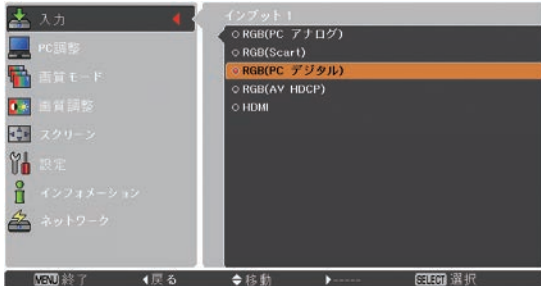 入力
PC調整
画質モード
画質調整
スクリーン
設定
インフォメーション
ネットワーク
インプット1
RGB(PC アナログ)
RGB(Scart)
RGB(PC デジタル)
RGB(AV HDCP)
HDMI
MENU 終了 戻る 移動 ----- SELECT 選択